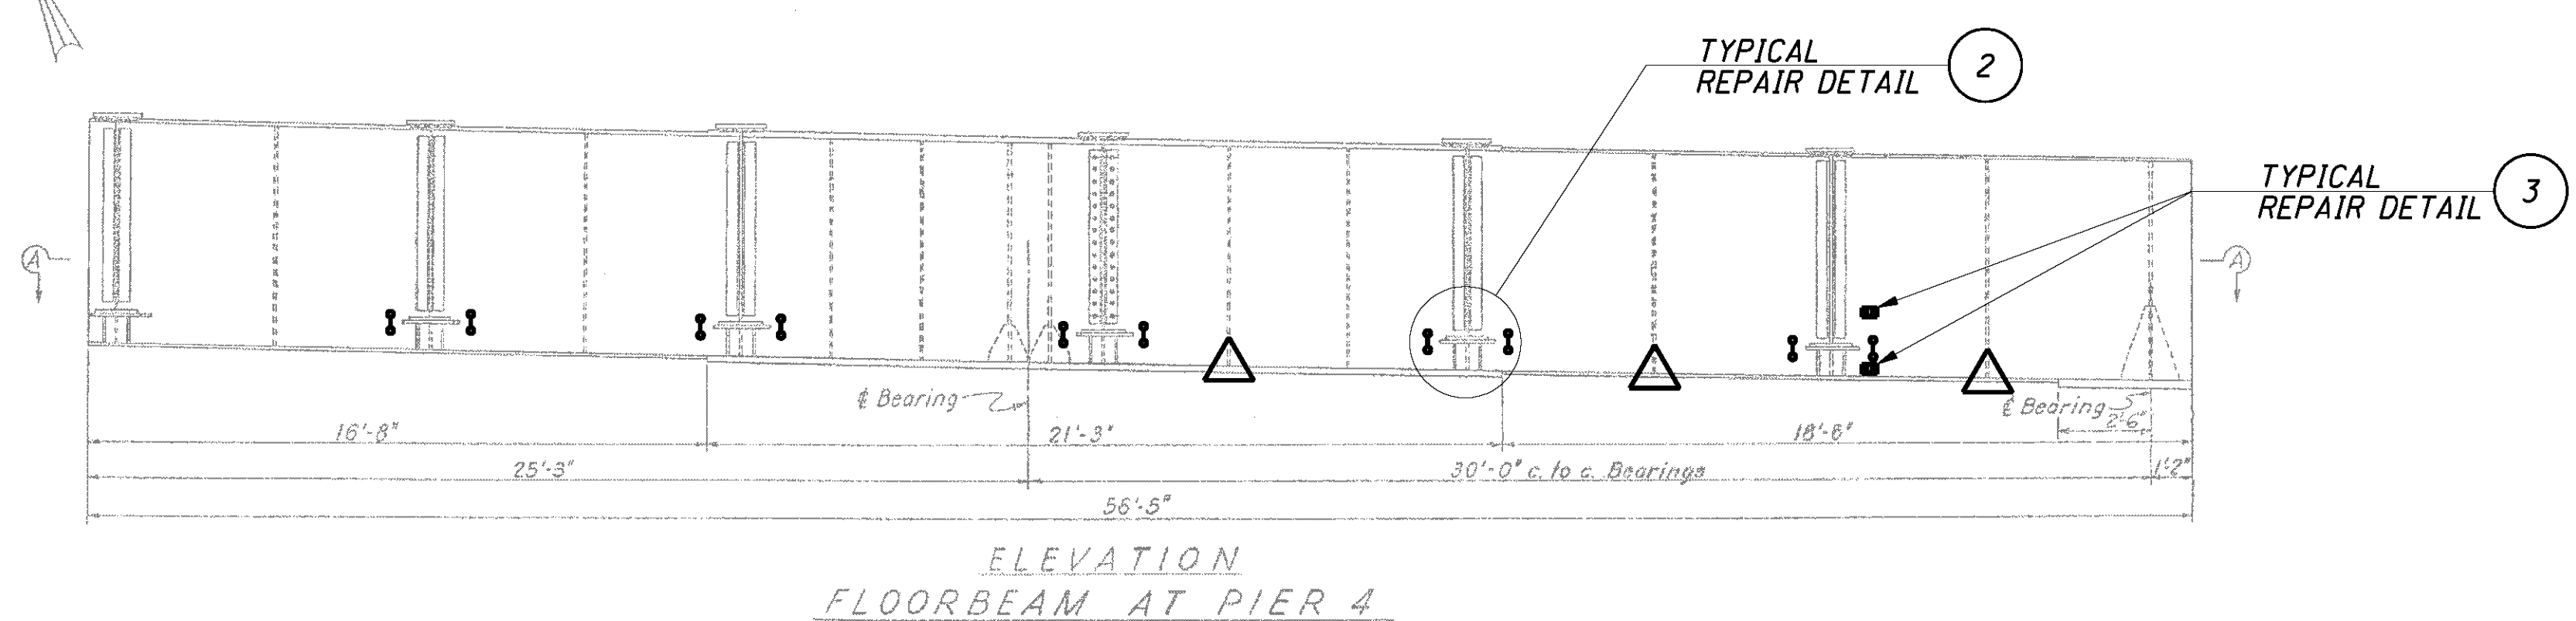 TYPICAL
REPAIR DETAIL
2
TYPICAL
REPAIR DETAIL
3
A
A
℄ Bearing
℄ Bearing
2'-6"
16'-8"
21'-3"
18'-6"
25'-3"
30'-0" c. to c. Bearings
1'-2"
56'-5"
ELEVATION
FLOORBEAM AT PIER 4